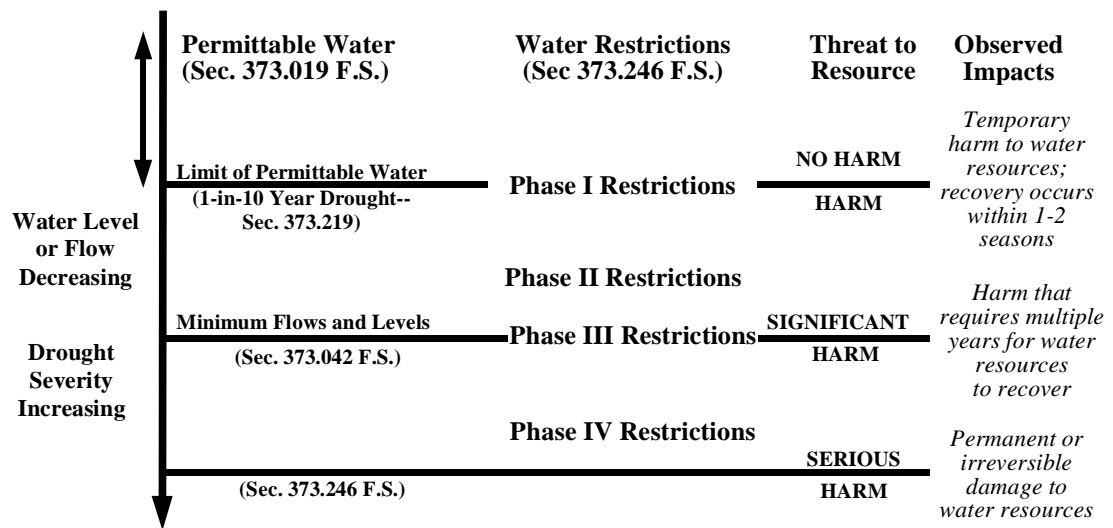 Permittable Water
(Sec. 373.019 F.S.)
Water Restrictions
(Sec 373.246 F.S.)
Threat to
Resource
Observed
Impacts
Limit of Permittable Water
(1-in-10 Year Drought--
Sec. 373.219)
Phase I Restrictions
NO HARM
HARM
Temporary
harm to water
resources;
recovery occurs
within 1-2
seasons
Water Level
or Flow
Decreasing
Phase II Restrictions
Minimum Flows and Levels
(Sec. 373.042 F.S.)
Phase III Restrictions
SIGNIFICANT
HARM
Harm that
requires multiple
years for water
resources
to recover
Drought
Severity
Increasing
Phase IV Restrictions
(Sec. 373.246 F.S.)
SERIOUS
HARM
Permanent or
irreversible
damage to
water resources